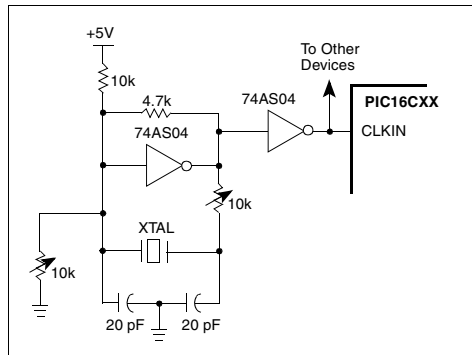 +5V
10k
4.7k
74AS04
10k
XTAL
10k
20 pF
20 pF
74AS04
To Other
Devices
PIC16CXX
CLKIN